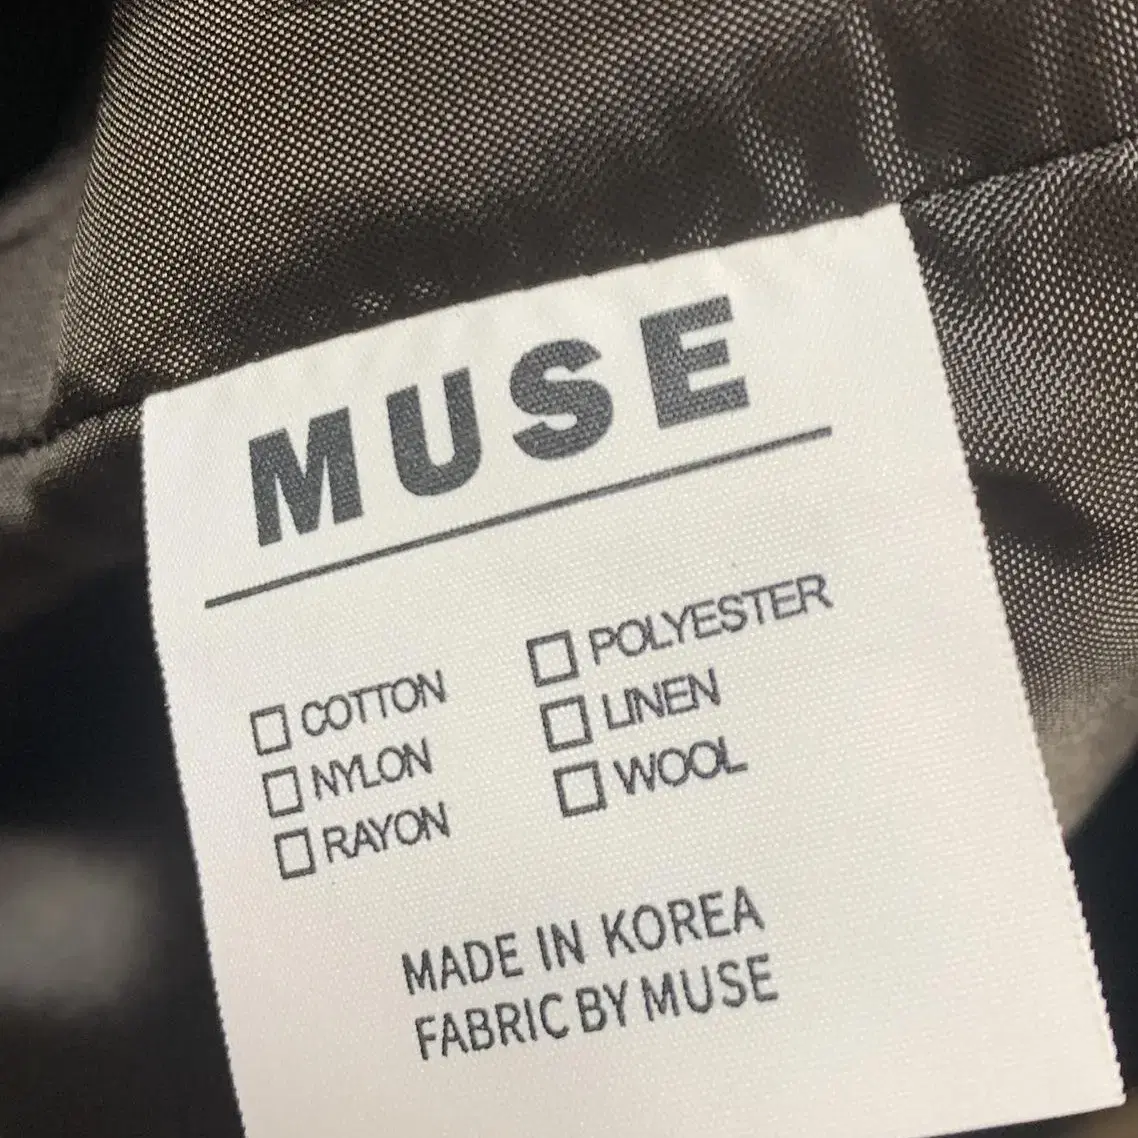 MUSE
☐ COTTON ☐ POLYESTER
☐ NYLON ☐ LINEN
☐ RAYON ☐ WOOL
MADE IN KOREA
FABRIC BY MUSE